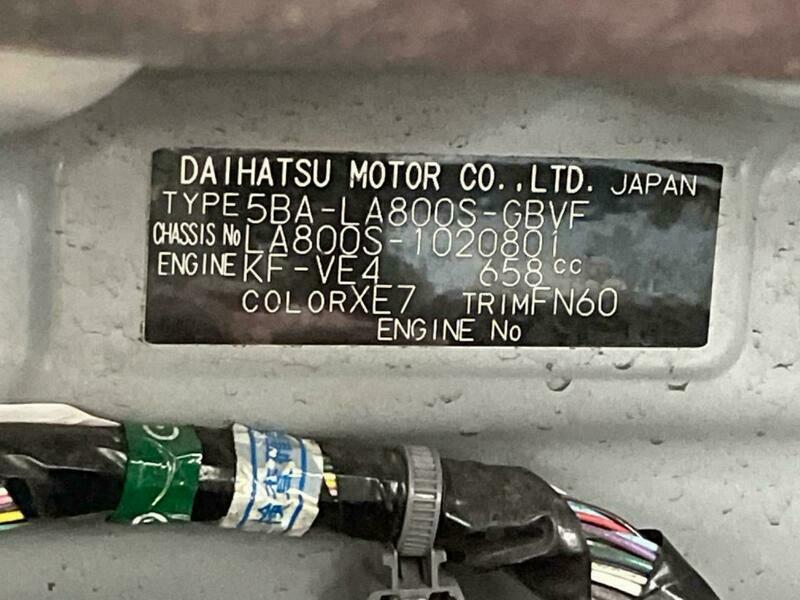 DAIHATSU MOTOR CO.,LTD. JAPAN
TYPE 5BA-LA800S-GBVF
CHASSIS No LA800S-1020801
ENGINE KF-VE4 658cc
COLOR XE7 TRIM FN60
ENGINE No